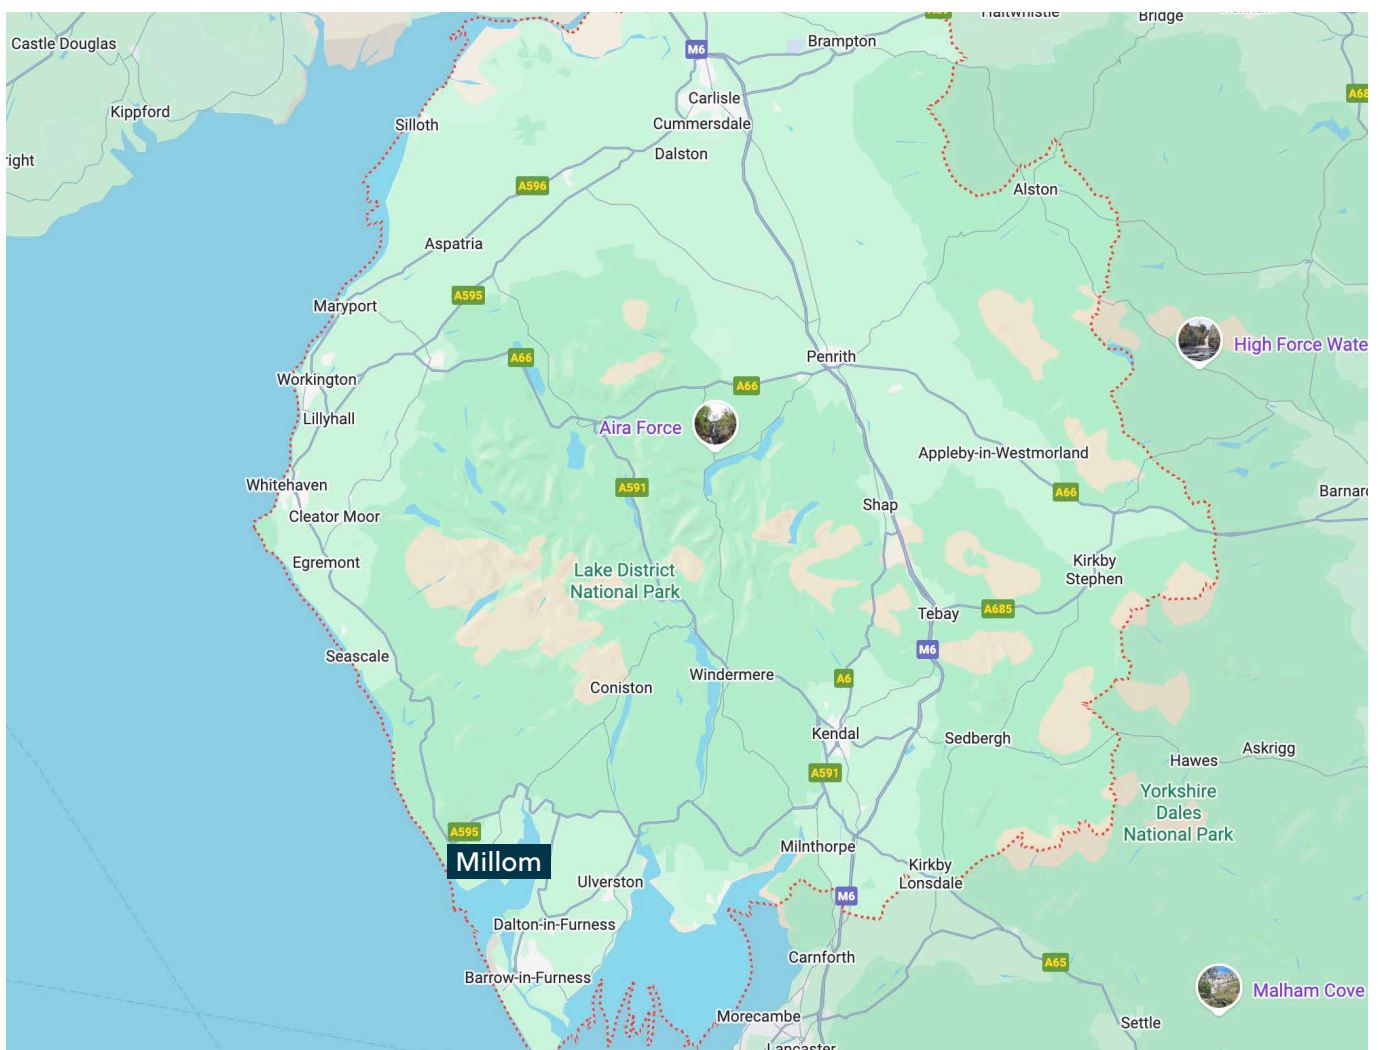 Haltwhistle
Bridge
Castle Douglas
M6
Brampton
Kippford
Carlisle
Silloth
Cummersdale
right
Dalston
A596
Alston
Aspatria
A595
Maryport
High Force Wate
A66
Penrith
Workington
A66
Lillyhall
Aira Force
Appleby-in-Westmorland
Whitehaven
A591
A66
Barnard
Shap
Cleator Moor
Egremont
Lake District
National Park
Kirkby
Stephen
Tebay
A685
M6
Seascale
Windermere
A6
Coniston
Kendal
Sedbergh
Askrigg
Hawes
A591
Yorkshire
Dales
National Park
A595
Millom
Milnthorpe
Kirkby
Lonsdale
Ulverston
M6
Dalton-in-Furness
Carnforth
A65
Barrow-in-Furness
Malham Cove
Morecambe
Settle
Lancaster